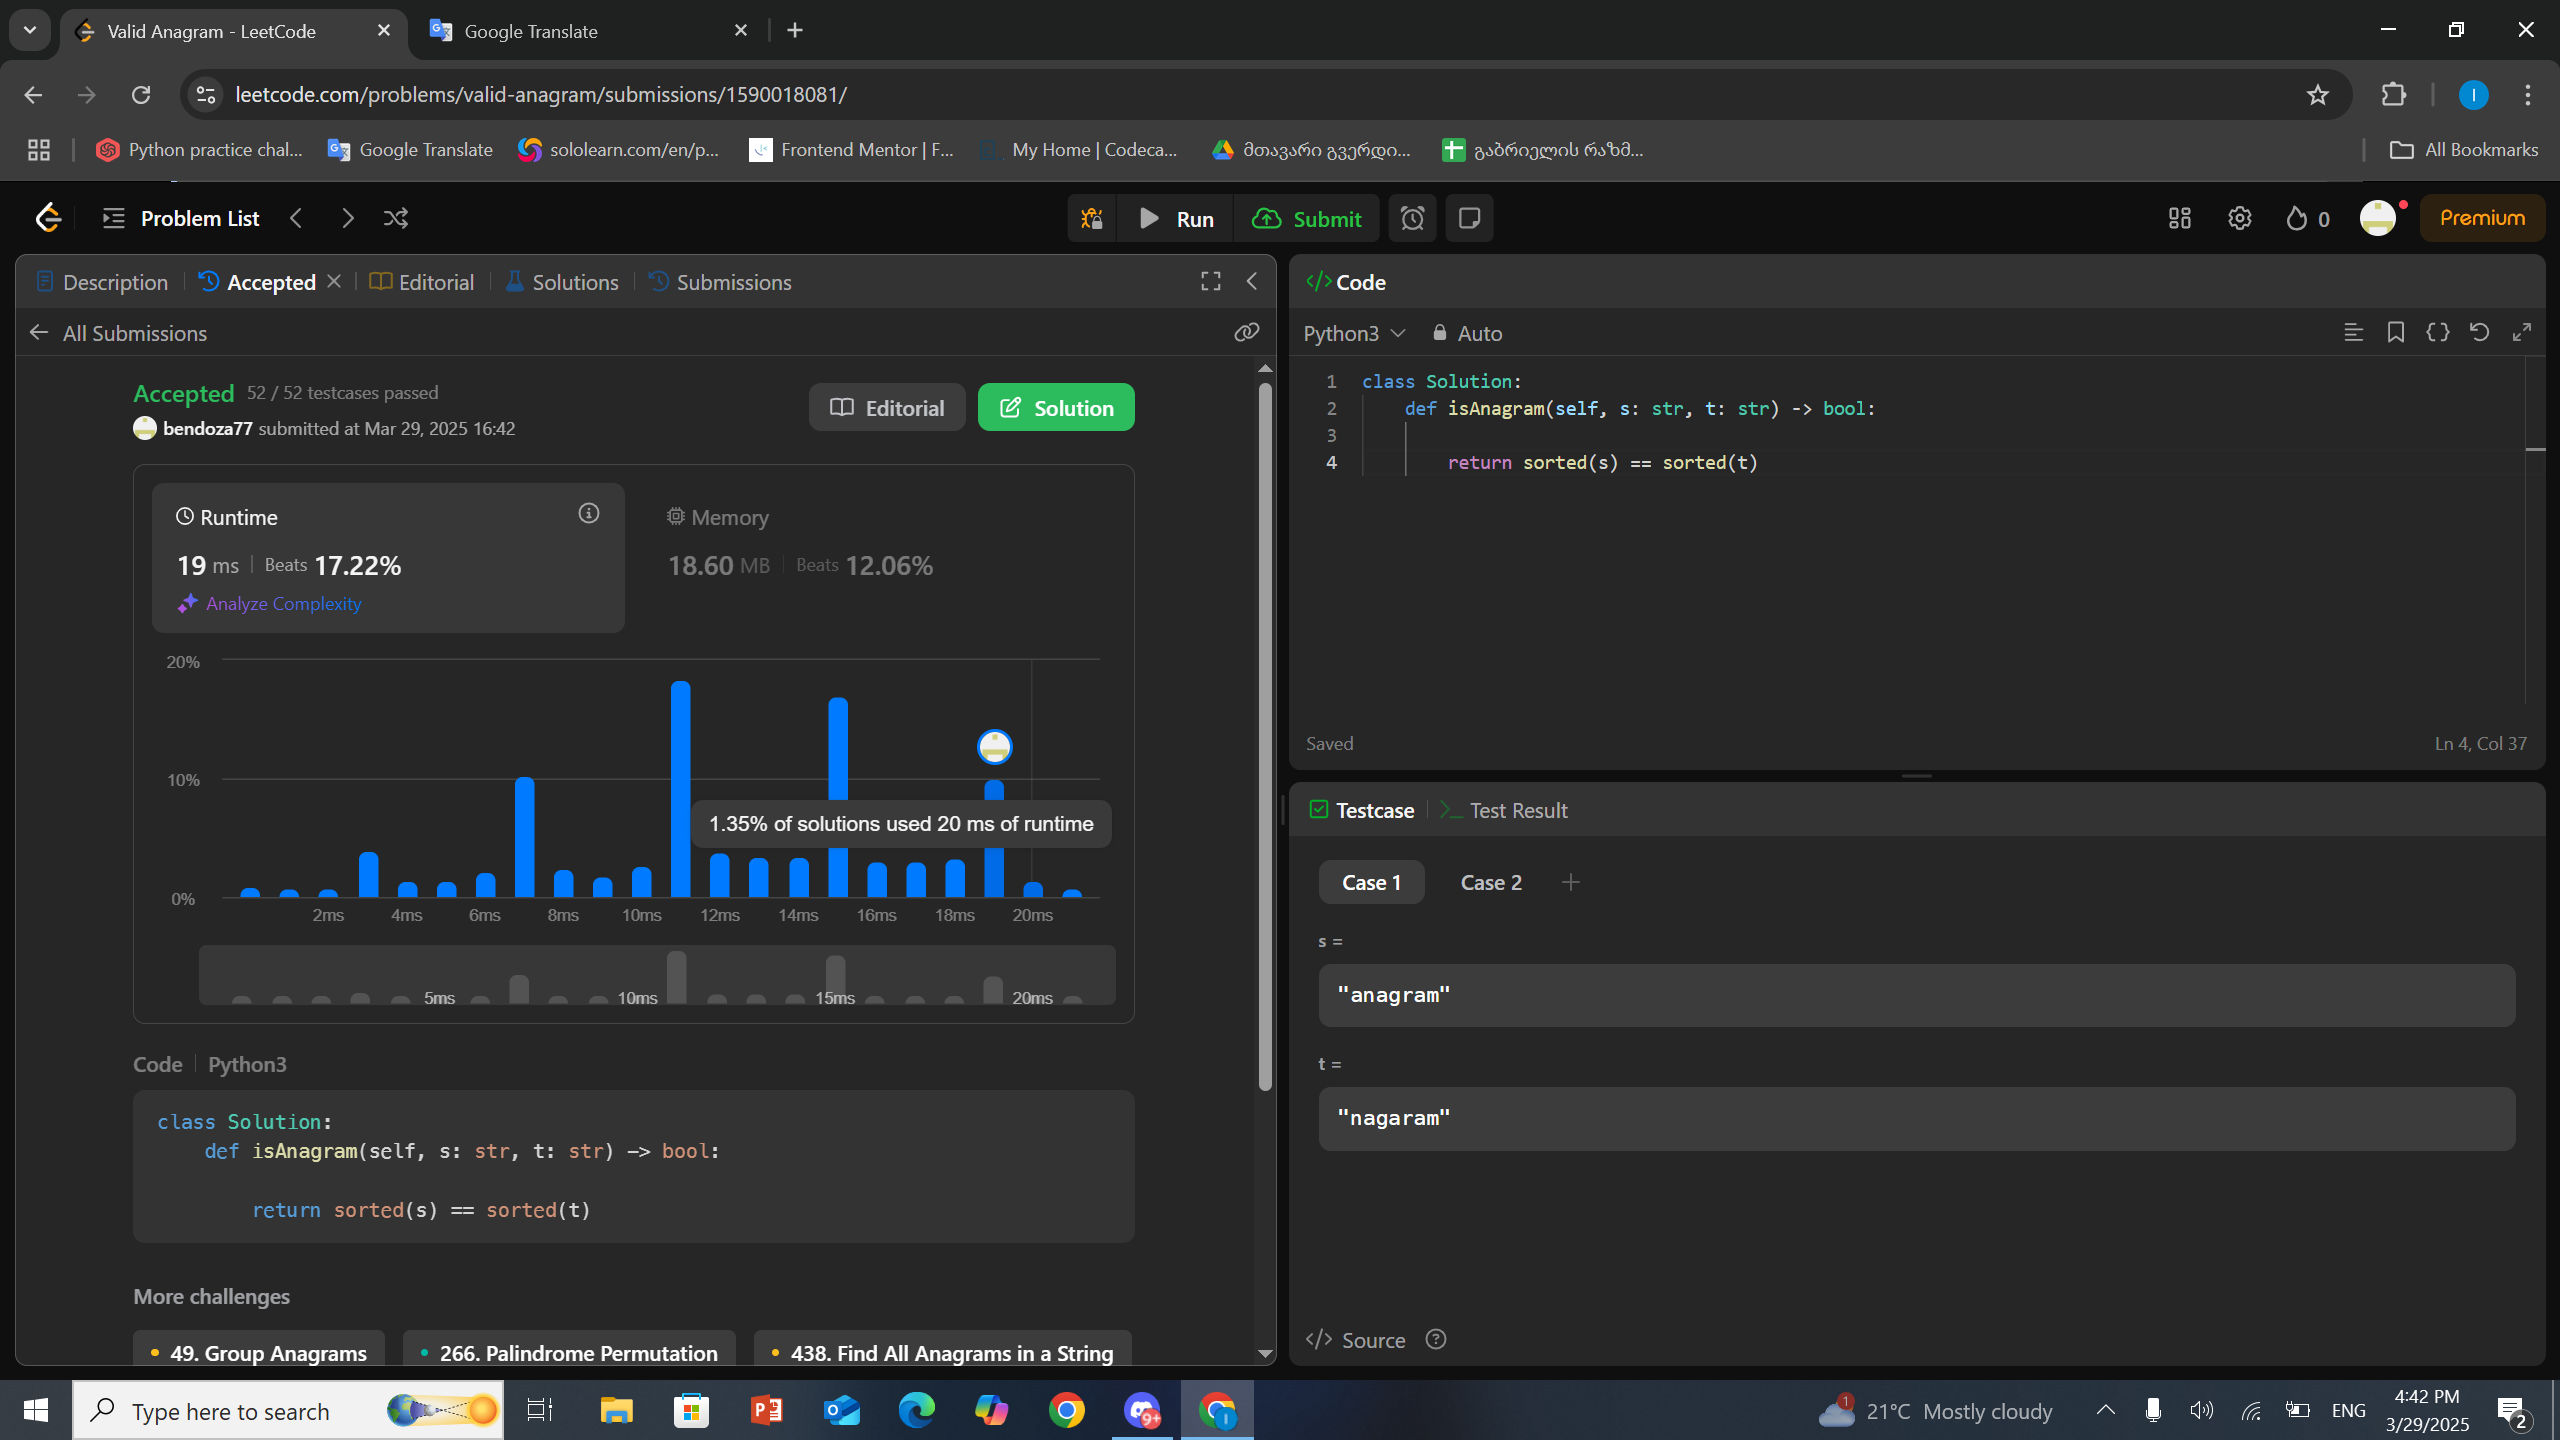 Valid Anagram - LeetCode
Google Translate
leetcode.com/problems/valid-anagram/submissions/1590018081/
I
Python practice chal...
Google Translate
sololearn.com/en/p...
Frontend Mentor | F...
My Home | Codeca...
მთავარი გვერდი...
გაბრიელის რაზმ...
All Bookmarks
Problem List
Run
Submit
0
Premium
Description
Accepted
Editorial
Solutions
Submissions
All Submissions
Accepted 52 / 52 testcases passed
bendoza77 submitted at Mar 29, 2025 16:42
Editorial
Solution
Runtime
19 ms | Beats 17.22%
Analyze Complexity
Memory
18.60 MB | Beats 12.06%
20%
10%
0%
1.35% of solutions used 20 ms of runtime
2ms 4ms 6ms 8ms 10ms 12ms 14ms 16ms 18ms 20ms
5ms 10ms 15ms 20ms
Code | Python3
class Solution:
    def isAnagram(self, s: str, t: str) -> bool:
        return sorted(s) == sorted(t)
More challenges
49. Group Anagrams
266. Palindrome Permutation
438. Find All Anagrams in a String
</> Code
Python3
Auto
1 class Solution:
2     def isAnagram(self, s: str, t: str) -> bool:
3
4         return sorted(s) == sorted(t)
Saved
Ln 4, Col 37
Testcase
Test Result
Case 1
Case 2
s =
"anagram"
t =
"nagaram"
</> Source
Type here to search
9+
I
1
21°C Mostly cloudy
ENG
4:42 PM
3/29/2025
2